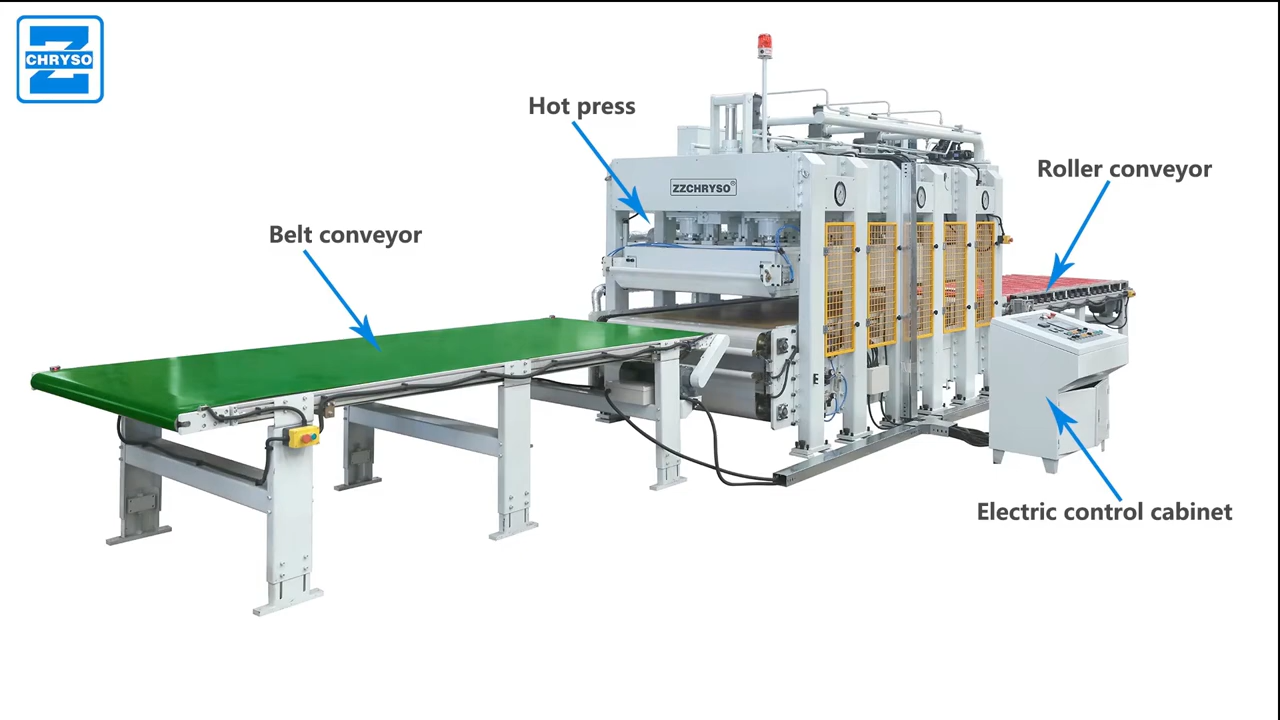 CHRYSO
Hot press
Roller conveyor
ZZCHRYSO®
Belt conveyor
Electric control cabinet